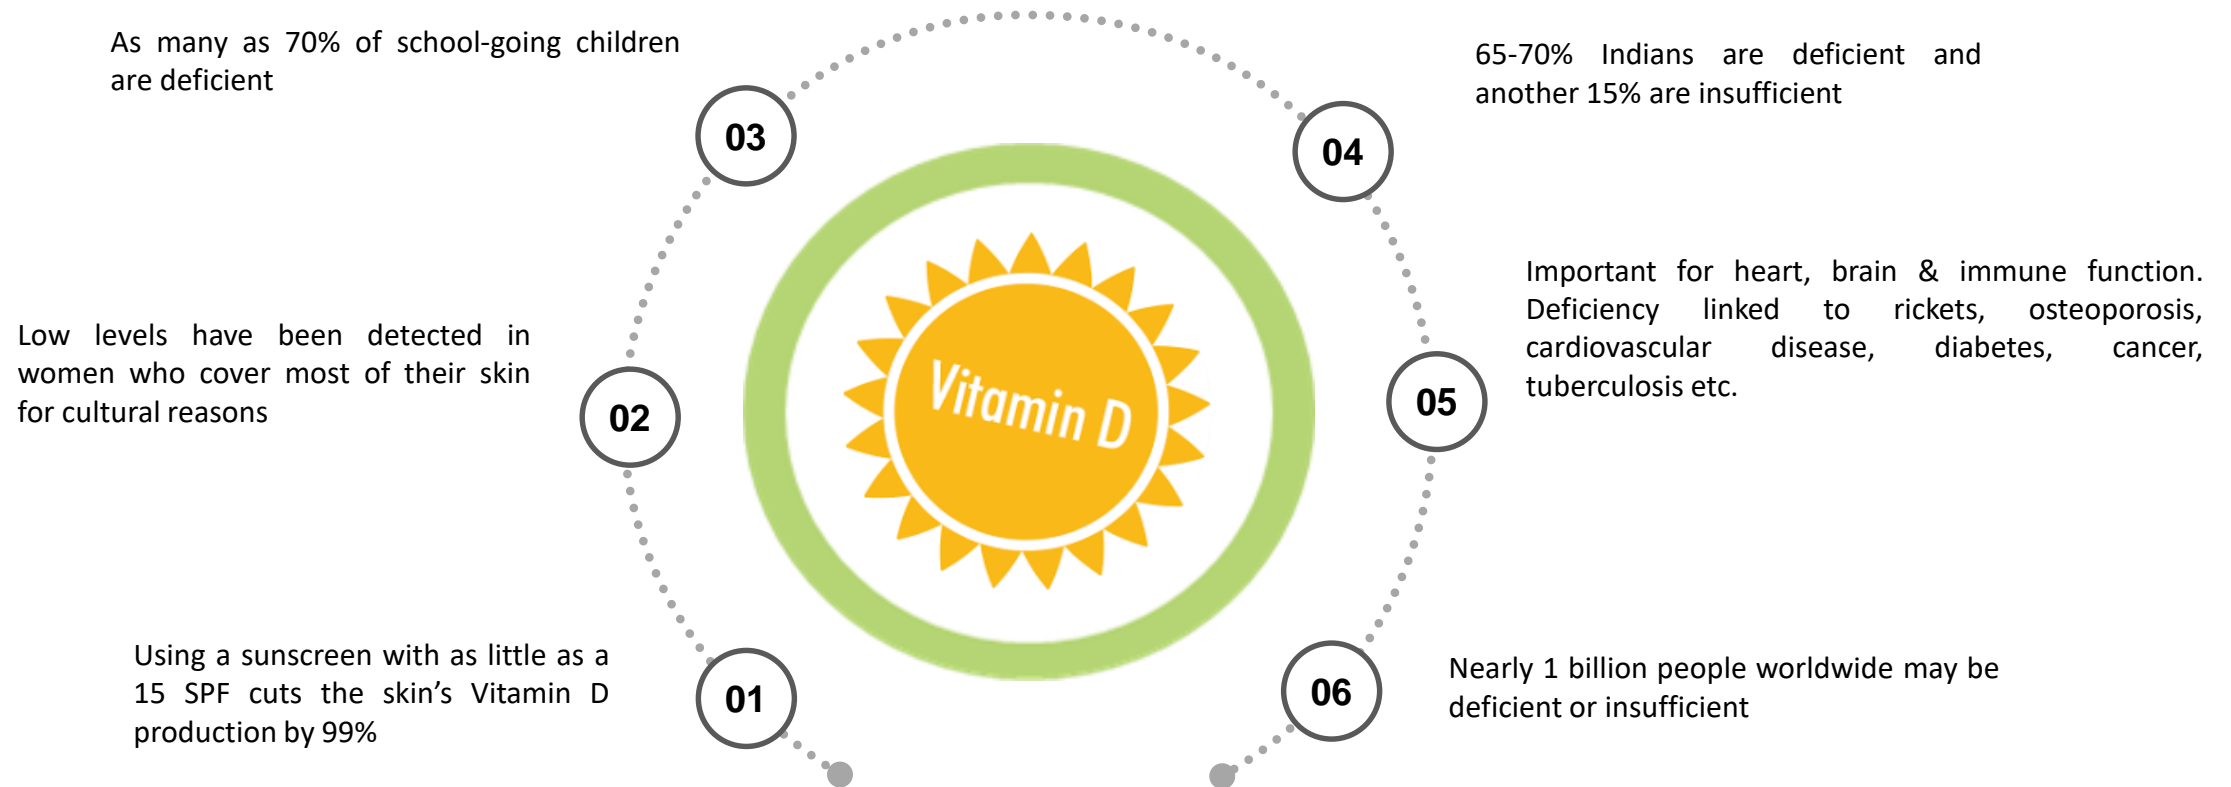 As many as 70% of school-going children
are deficient
03
Low levels have been detected in
women who cover most of their skin
for cultural reasons
02
Using a sunscreen with as little as a
15 SPF cuts the skin’s Vitamin D
production by 99%
01
Vitamin D
65-70% Indians are deficient and
another 15% are insufficient
04
Important for heart, brain & immune function.
Deficiency linked to rickets, osteoporosis,
cardiovascular disease, diabetes, cancer,
tuberculosis etc.
05
Nearly 1 billion people worldwide may be
deficient or insufficient
06